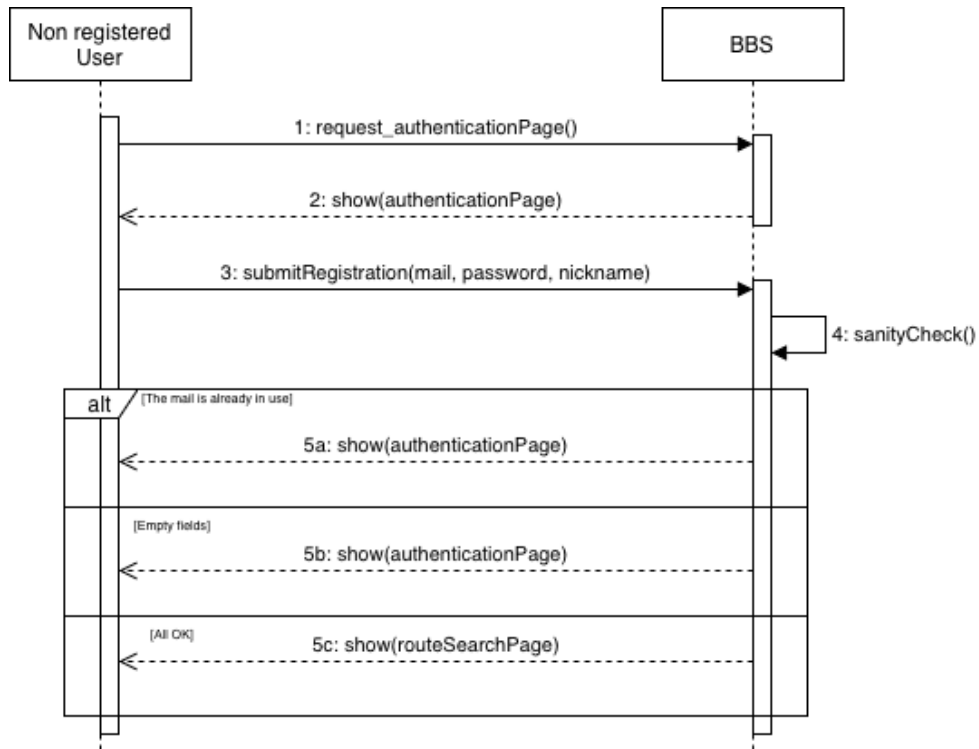 Non registered
User
BBS
1: request_authenticationPage()
2: show(authenticationPage)
3: submitRegistration(mail, password, nickname)
4: sanityCheck()
alt
[The mail is already in use]
5a: show(authenticationPage)
[Empty fields]
5b: show(authenticationPage)
[All OK]
5c: show(routeSearchPage)